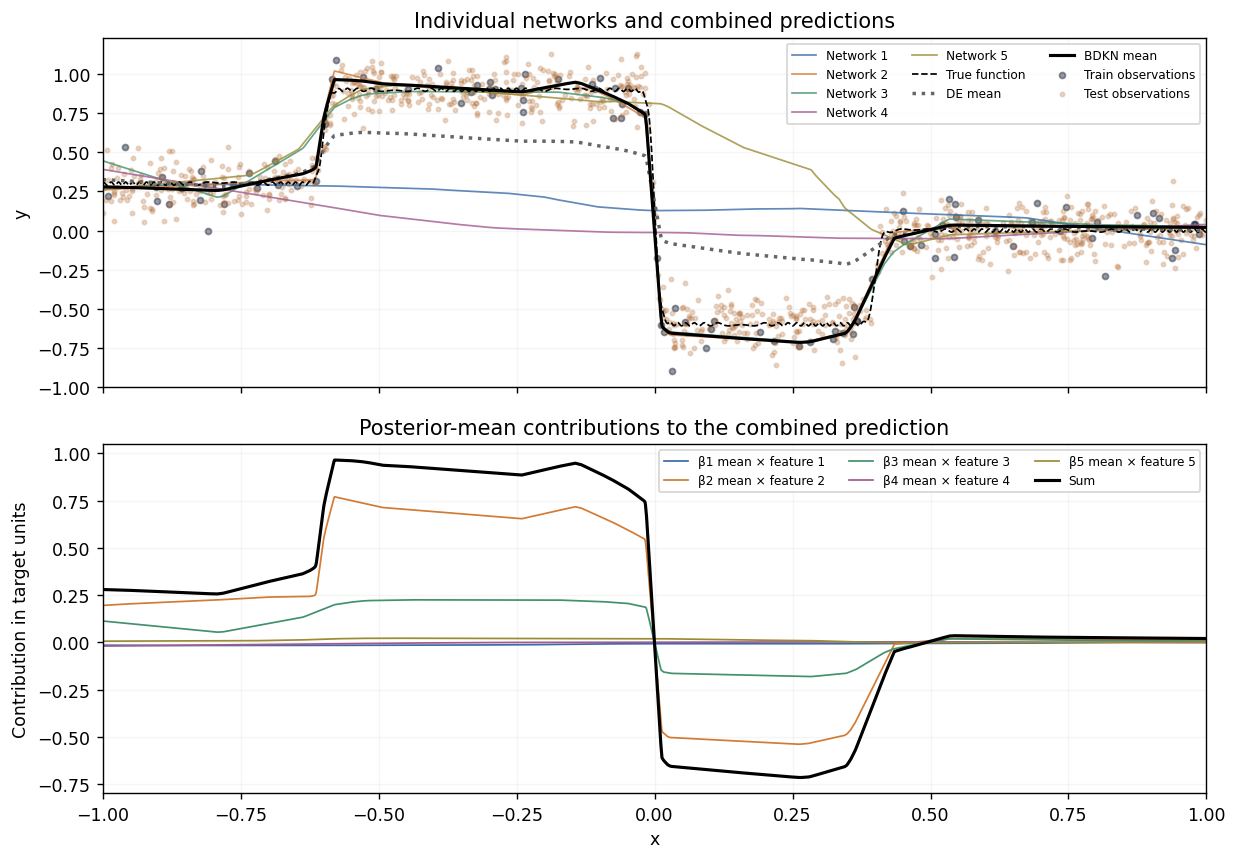 Individual networks and combined predictions
Network 1
Network 2
Network 3
Network 4
Network 5
True function
DE mean
BDKN mean
Train observations
Test observations
1.00
0.75
0.50
0.25
0.00
−0.25
−0.50
−0.75
−1.00
y
Posterior-mean contributions to the combined prediction
β1 mean × feature 1
β2 mean × feature 2
β3 mean × feature 3
β4 mean × feature 4
β5 mean × feature 5
Sum
1.00
0.75
0.50
0.25
0.00
−0.25
−0.50
−0.75
Contribution in target units
−1.00 −0.75 −0.50 −0.25 0.00 0.25 0.50 0.75 1.00
x